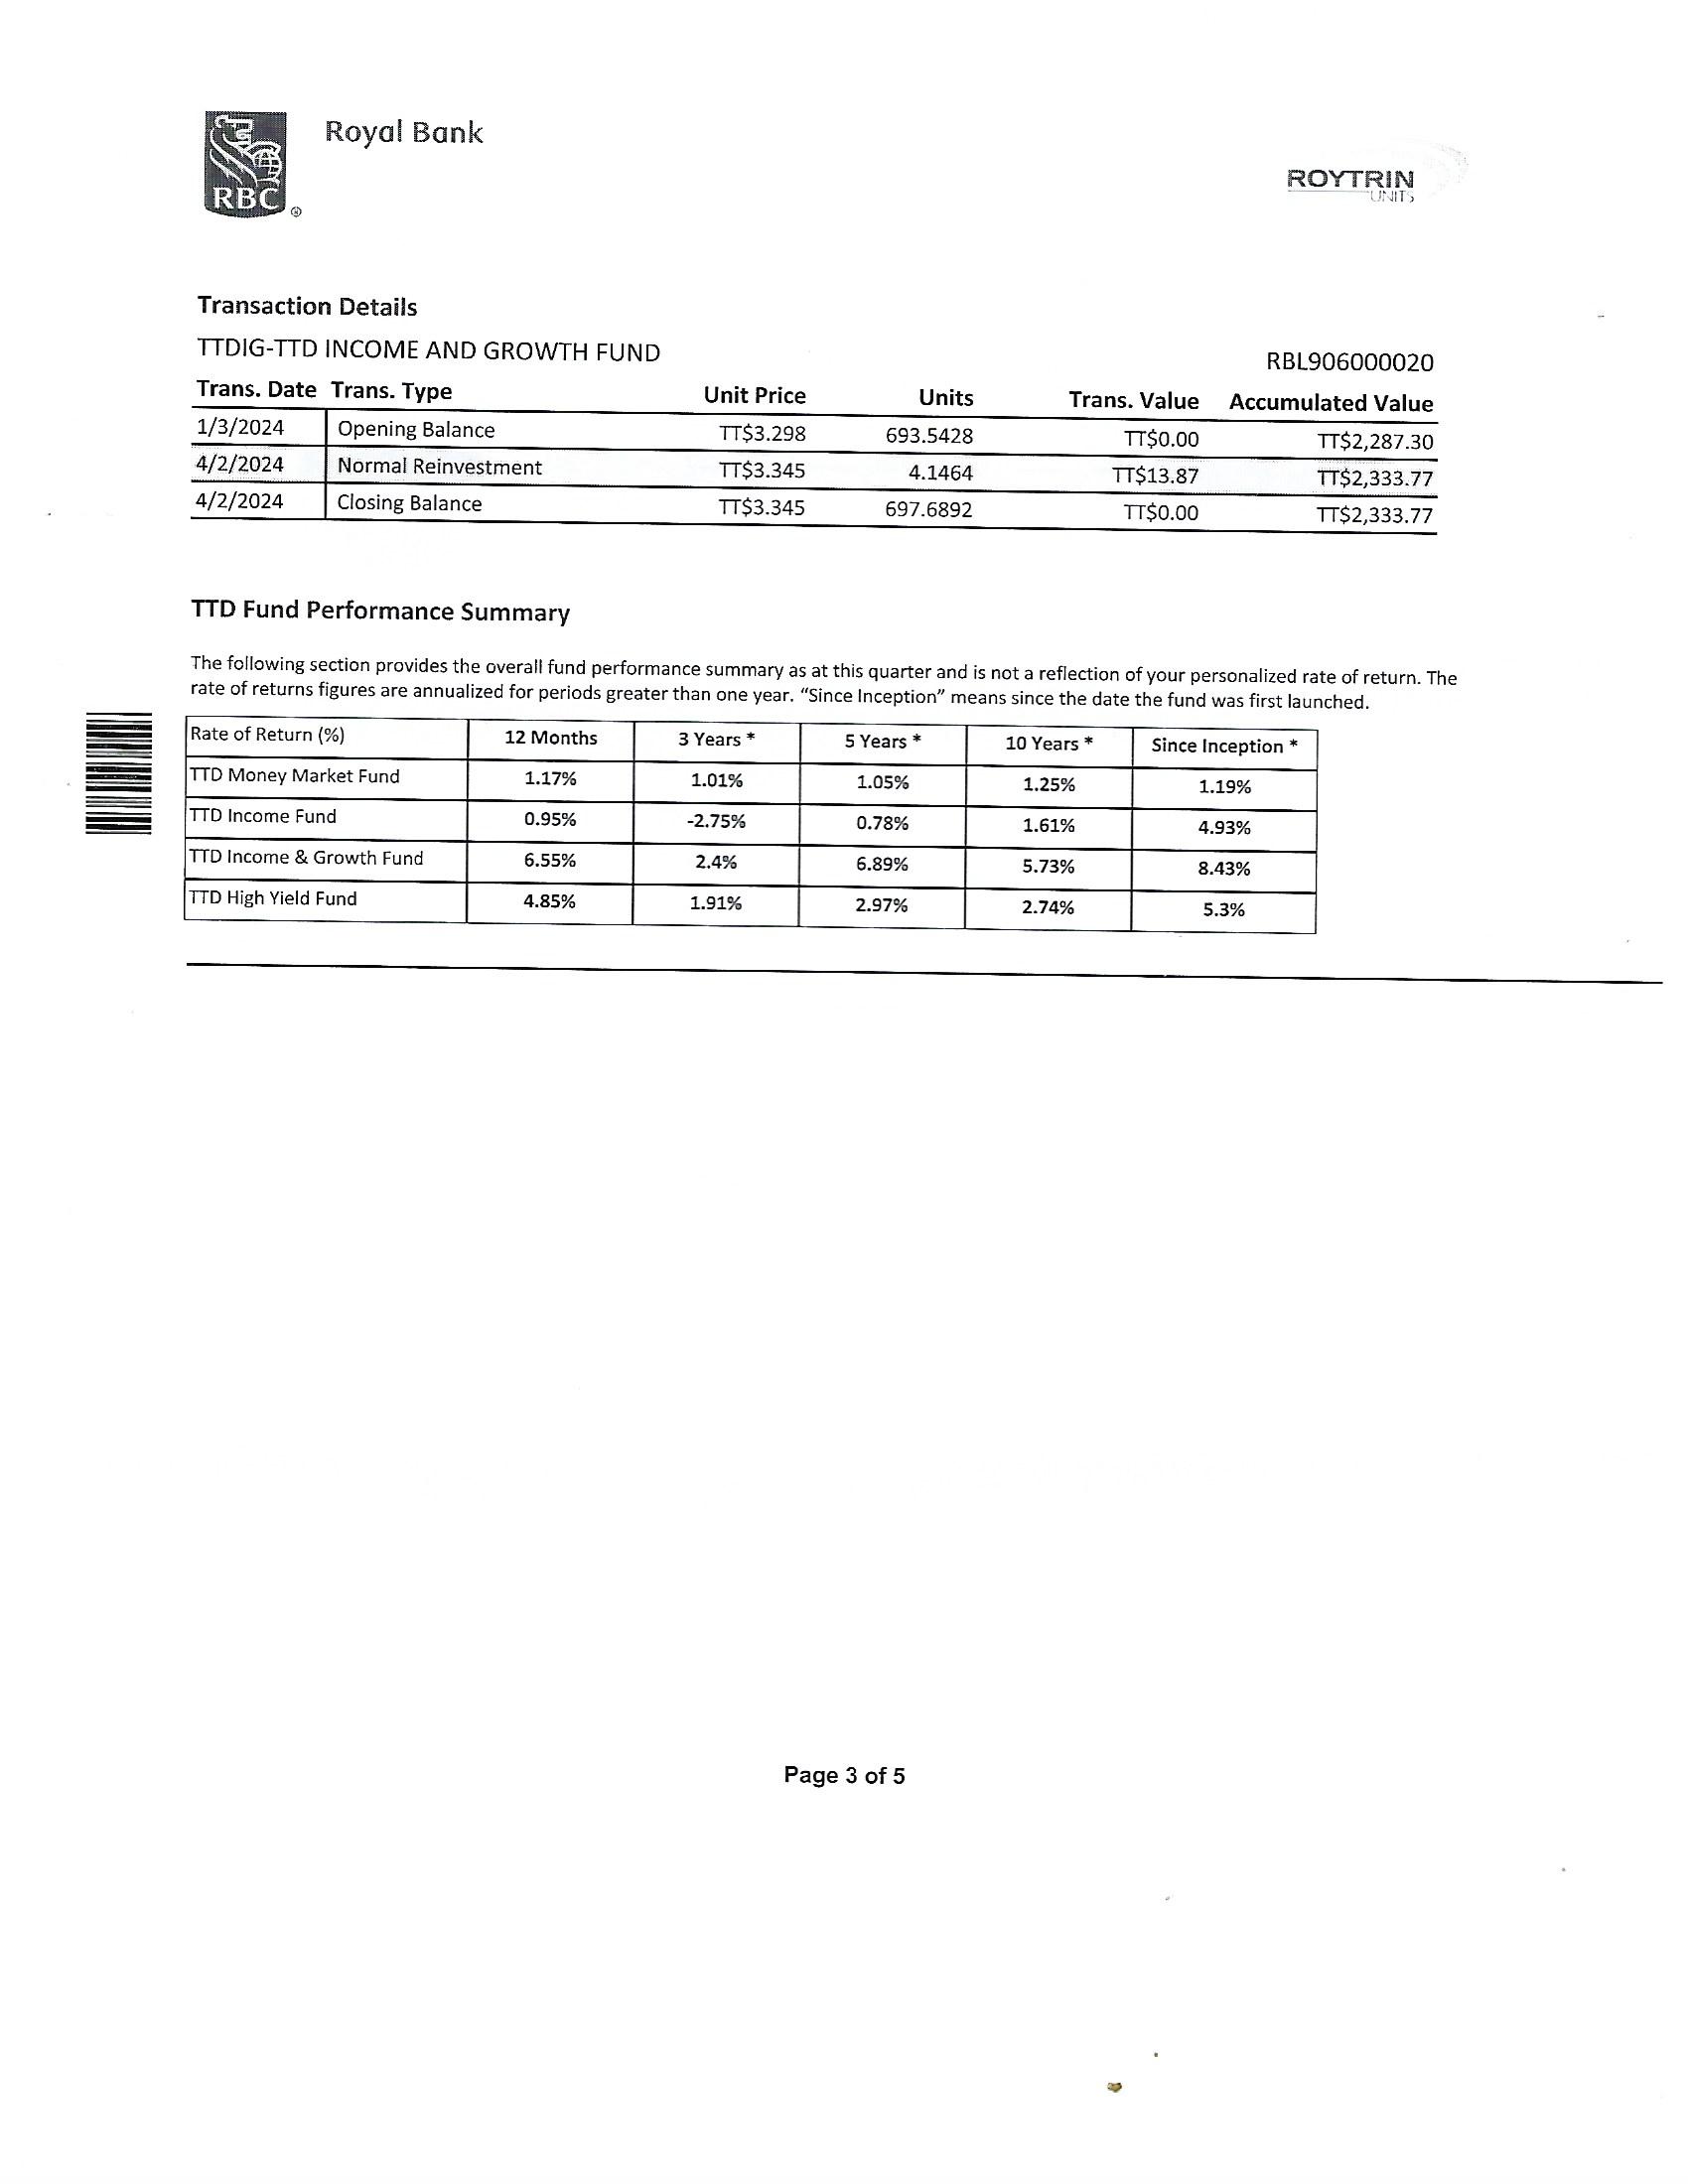 Royal Bank
RBC ®
ROYTRIN
UNITS
Transaction Details
TTDIG-TTD INCOME AND GROWTH FUND RBL906000020
Trans. Date Trans. Type Unit Price Units Trans. Value Accumulated Value
1/3/2024 Opening Balance TT$3.298 693.5428 TT$0.00 TT$2,287.30
4/2/2024 Normal Reinvestment TT$3.345 4.1464 TT$13.87 TT$2,333.77
4/2/2024 Closing Balance TT$3.345 697.6892 TT$0.00 TT$2,333.77
TTD Fund Performance Summary
The following section provides the overall fund performance summary as at this quarter and is not a reflection of your personalized rate of return. The
rate of returns figures are annualized for periods greater than one year. “Since Inception” means since the date the fund was first launched.
Rate of Return (%) 12 Months 3 Years * 5 Years * 10 Years * Since Inception *
TTD Money Market Fund 1.17% 1.01% 1.05% 1.25% 1.19%
TTD Income Fund 0.95% -2.75% 0.78% 1.61% 4.93%
TTD Income & Growth Fund 6.55% 2.4% 6.89% 5.73% 8.43%
TTD High Yield Fund 4.85% 1.91% 2.97% 2.74% 5.3%
Page 3 of 5